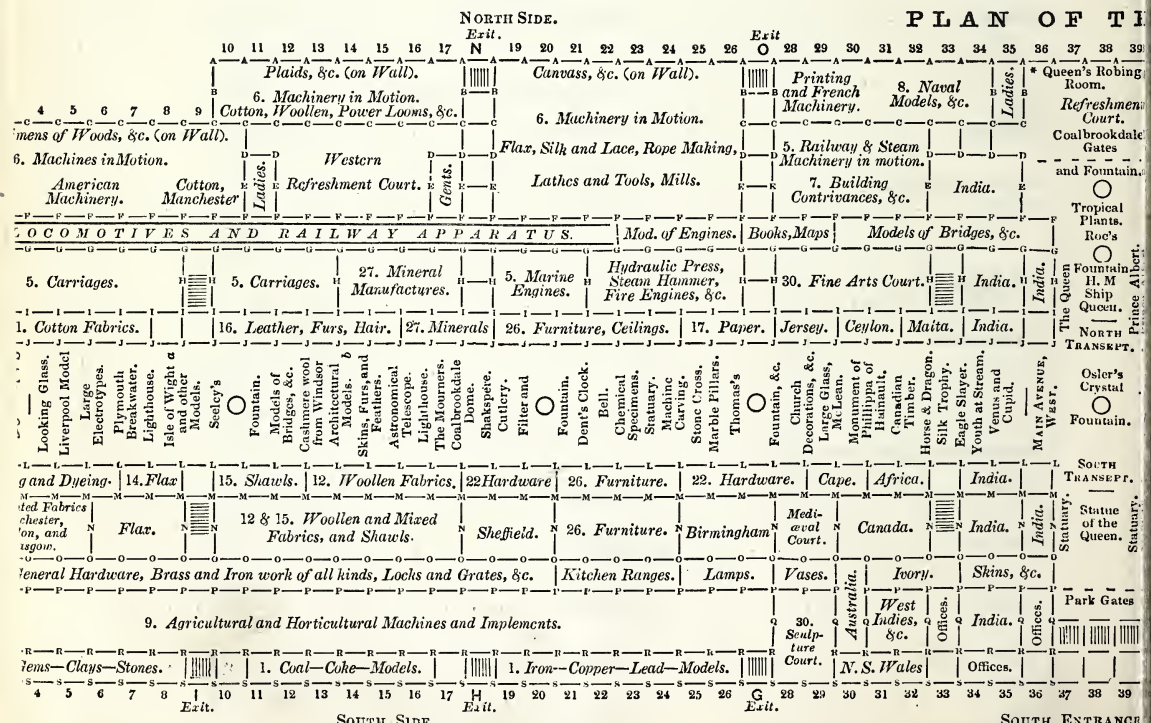 NORTH SIDE.
PLAN OF T
Exit. Exit
10 11 12 13 14 15 16 17 N 19 20 21 22 23 24 25 26 O 28 29 30 31 32 33 34 35 36 37 38 39
Plaids, &c. (on Wall).
Canvass, &c. (on Wall).
6. Machinery in Motion.
Cotton, Woollen, Power Looms, &c.
6. Machinery in Motion.
Printing
and French
Machinery.
8. Naval
Models, &c.
Ladies.
* Queen's Robing
Room.
Refreshment
Court.
Coalbrookdale
Gates
and Fountain.
Tropical
Plants.
Roc's
Fountain
H. M
Ship
Queen.
NORTH
TRANSEPT.
4 5 6 7 8 9
mens of Woods, &c. (on Wall).
6. Machines in Motion.
American
Machinery.
Cotton,
Manchester
Ladies.
Western
Refreshment Court.
Gents.
Flax, Silk and Lace, Rope Making,
Lathes and Tools, Mills.
5. Railway & Steam
Machinery in motion.
7. Building
Contrivances, &c.
India.
LOCOMOTIVES AND RAILWAY APPARATUS.
Mod. of Engines.
Books, Maps
Models of Bridges, &c.
5. Carriages.
5. Carriages.
27. Mineral
Manufactures.
5. Marine
Engines.
Hydraulic Press,
Steam Hammer,
Fire Engines, &c.
30. Fine Arts Court.
India.
India.
The Queen
Prince Albert.
1. Cotton Fabrics.
16. Leather, Furs, Hair.
27. Minerals
26. Furniture, Ceilings.
17. Paper.
Jersey.
Ceylon.
Malta.
India.
Looking Glass.
Liverpool Model
Large
Electrotypes.
Plymouth
Breakwater.
Lighthouse.
Isle of Wight a
and other
Models.
Seeley's
Fountain.
Models of
Bridges, &c.
Cashmere wool
from Windsor
Architectural
Models. b
Skins, Furs, and
Feathers.
Astronomical
Telescope.
Lighthouse.
The Mourners.
Coalbrookdale
Dome.
Shakspere.
Cutlery.
Filter and
Fountain.
Dent's Clock.
Bell.
Chemical
Specimens.
Statuary.
Machine
Carving.
Stone Cross.
Marble Pillars.
Thomas's
Fountain, &c.
Church
Decorations, &c.
Large Glass,
M'Lean.
Monument of
Phillippa of
Hainault,
Canadian
Timber.
Horse & Dragon.
Silk Trophy.
Eagle Slayer.
Youth at Stream.
Venus and
Cupid.
MAIN AVENUE,
WEST.
Osler's
Crystal
Fountain.
g and Dyeing.
14. Flax
15. Shawls.
12. Woollen Fabrics.
22 Hardware
26. Furniture.
22. Hardware.
Cape.
Africa.
India.
SOUTH
TRANSEPT.
ted Fabrics
chester,
on, and
asgow.
Flax.
12 & 15. Woollen and Mixed
Fabrics, and Shawls.
Sheffield.
26. Furniture.
Birmingham
Medi-
æval
Court.
Canada.
India.
India.
Statuary.
Statue
of the
Queen.
Statuary.
General Hardware, Brass and Iron work of all kinds, Locks and Grates, &c.
Kitchen Ranges.
Lamps.
Vases.
Australia.
Ivory.
Skins, &c.
9. Agricultural and Horticultural Machines and Implements.
30.
Sculp-
ture
Court.
West
Indies,
&c.
Offices.
India.
Offices.
Park Gates
ems—Clays—Stones.
1. Coal—Coke—Models.
1. Iron—Copper—Lead—Models.
N. S. Wales
Offices.
4 5 6 7 8 I 10 11 12 13 14 15 16 17 H 19 20 21 22 23 24 25 26 G 28 29 30 31 32 33 34 35 36 37 38 39
Exit. Exit. Exit.
SOUTH SIDE
SOUTH ENTRANCE